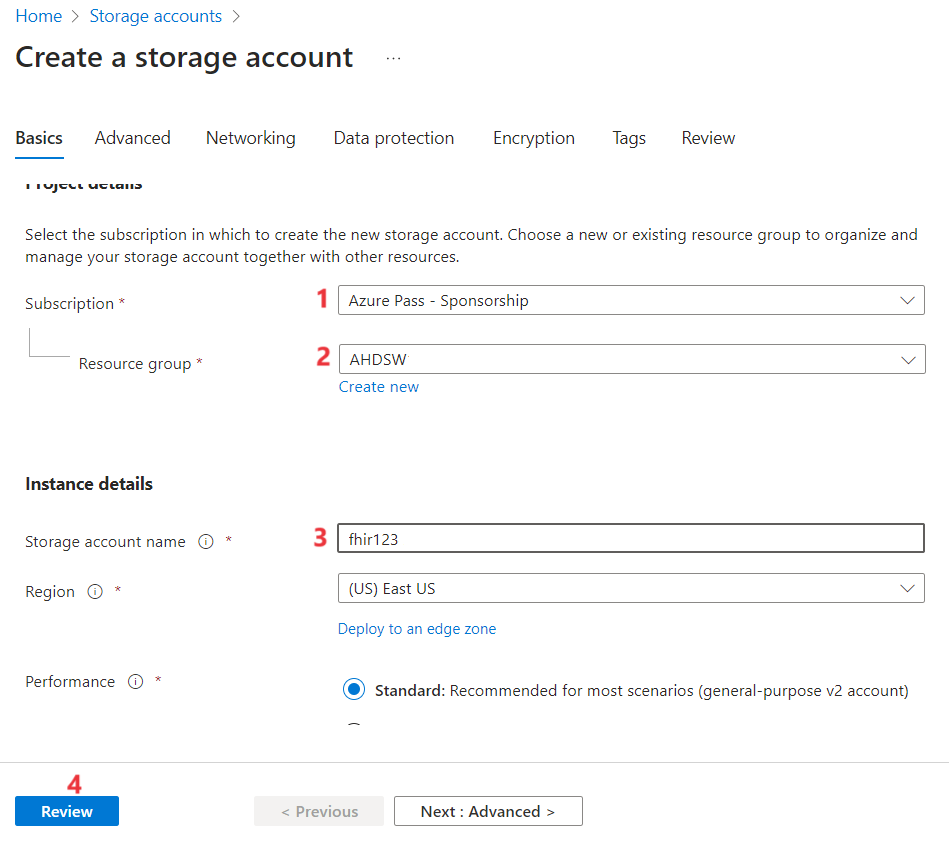 Home > Storage accounts >
Create a storage account ...
Basics Advanced Networking Data protection Encryption Tags Review
Project details
Select the subscription in which to create the new storage account. Choose a new or existing resource group to organize and
manage your storage account together with other resources.
Subscription * 1 Azure Pass - Sponsorship
Resource group * 2 AHDSW
Create new
Instance details
Storage account name * 3 fhir123
Region * (US) East US
Deploy to an edge zone
Performance * Standard: Recommended for most scenarios (general-purpose v2 account)
4
Review < Previous Next : Advanced >